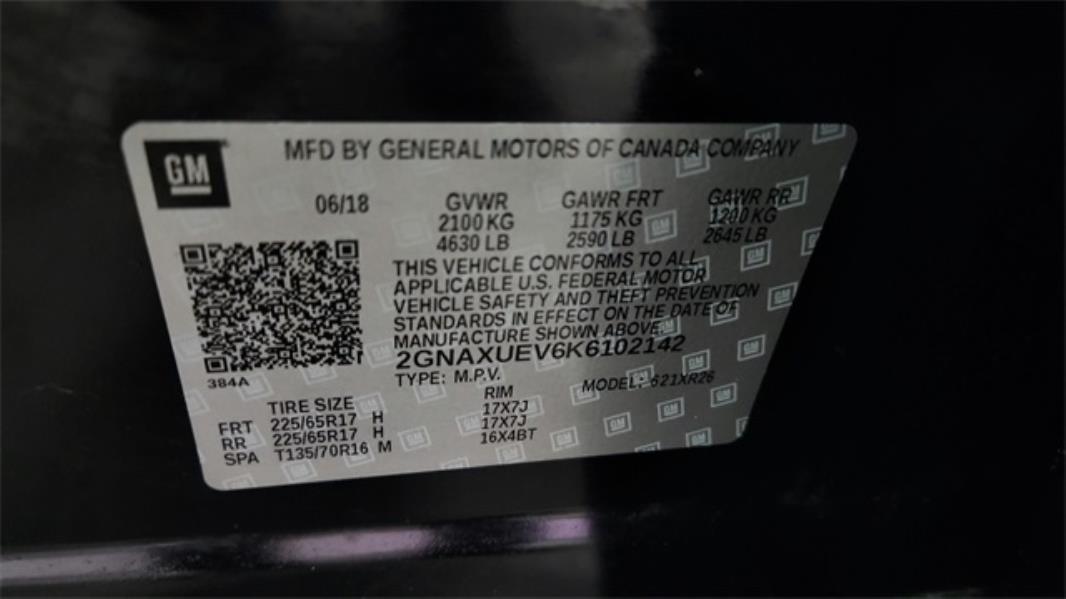 GM
MFD BY GENERAL MOTORS OF CANADA COMPANY
06/18 GVWR GAWR FRT GAWR RR
2100 KG 1175 KG 1200 KG
4630 LB 2590 LB 2645 LB
THIS VEHICLE CONFORMS TO ALL
APPLICABLE U.S. FEDERAL MOTOR
VEHICLE SAFETY AND THEFT PREVENTION
STANDARDS IN EFFECT ON THE DATE OF
MANUFACTURE SHOWN ABOVE.
2GNAXUEV6K6102142
384A
TYPE: M.P.V. MODEL: 621XR26
TIRE SIZE RIM
FRT 225/65R17 H 17X7J
RR 225/65R17 H 17X7J
SPA T135/70R16 M 16X4BT